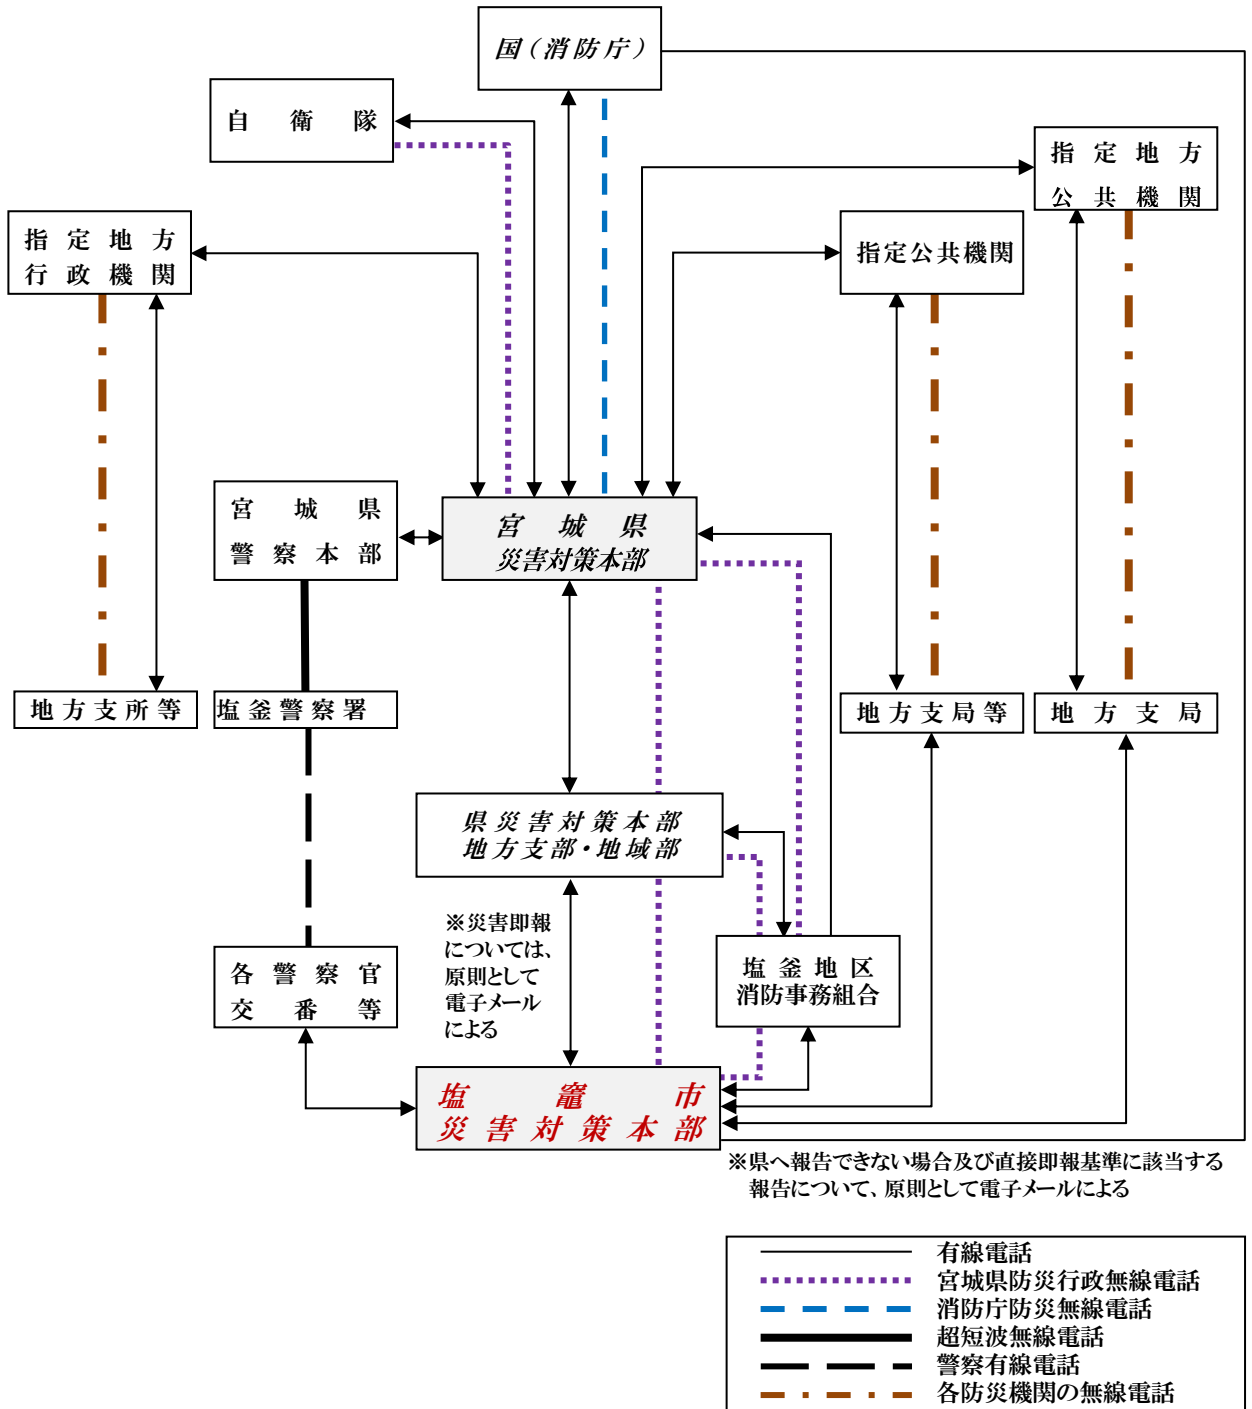 国（消防庁）
自衛隊
指定地方
公共機関
指定地方
行政機関
指定公共機関
宮城県
警察本部
宮城県
災害対策本部
地方支所等
塩釜警察署
地方支局等
地方支局
県災害対策本部
地方支部・地域部
※災害即報
については、
原則として
電子メール
による
塩釜地区
消防事務組合
各警察官
交番等
塩竈市
災害対策本部
※県へ報告できない場合及び直接即報基準に該当する
報告について、原則として電子メールによる
有線電話
宮城県防災行政無線電話
消防庁防災無線電話
超短波無線電話
警察有線電話
各防災機関の無線電話